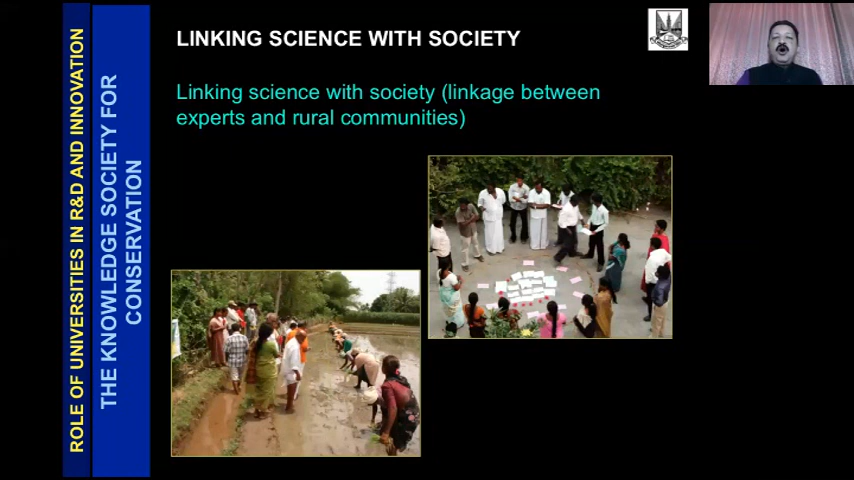 LINKING SCIENCE WITH SOCIETY
Linking science with society (linkage between
experts and rural communities)
ROLE OF UNIVERSITIES IN R&D AND INNOVATION
THE KNOWLEDGE SOCIETY FOR
CONSERVATION